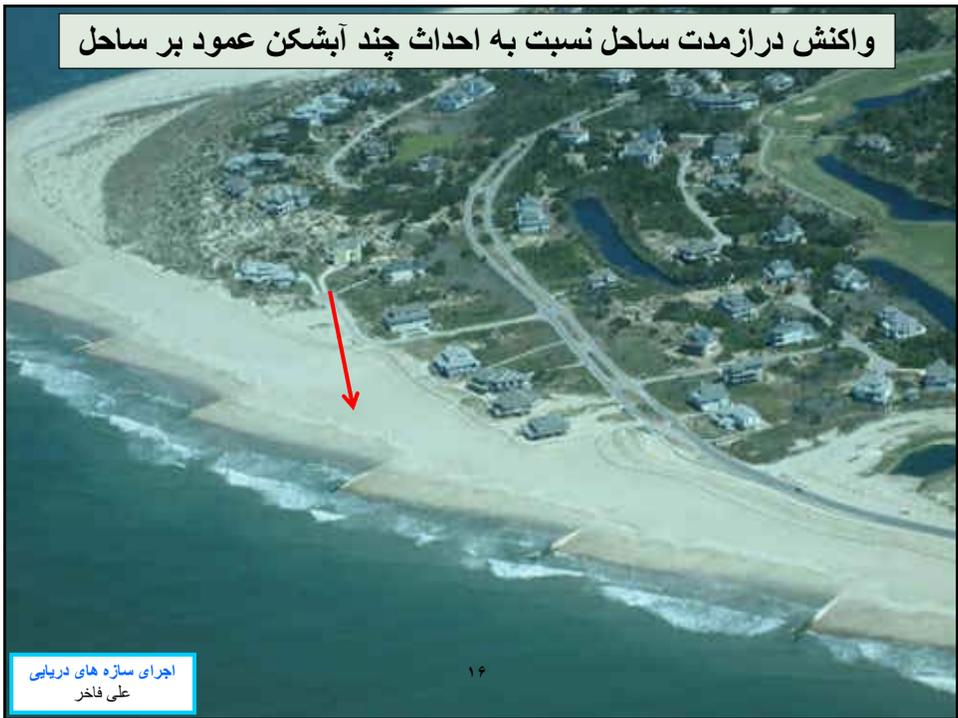 واکنش درازمدت ساحل نسبت به احداث چند آبشکن عمود بر ساحل
۱۶
اجرای سازه های دریایی
علی فاخر